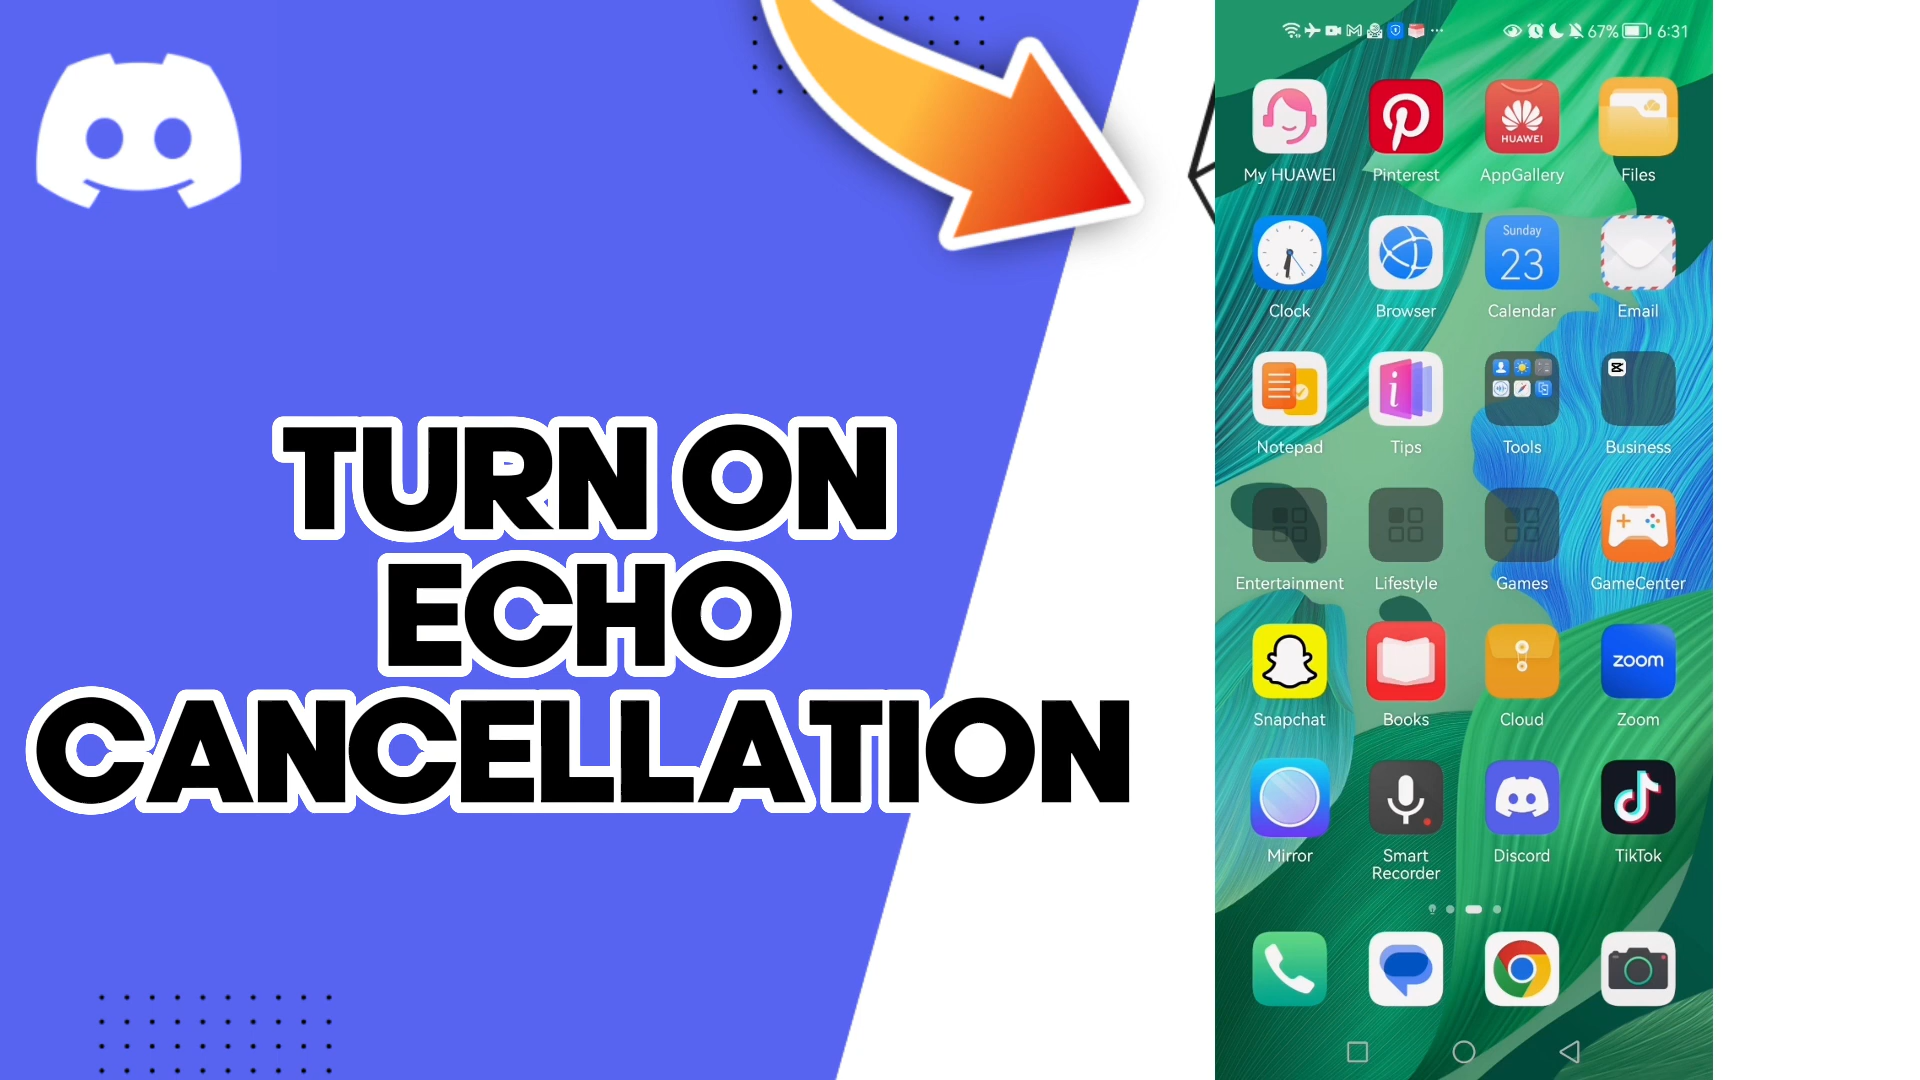 TURN ON
ECHO
CANCELLATION
67% 6:31
My HUAWEI
Pinterest
HUAWEI
AppGallery
Files
Clock
Browser
Sunday
23
Calendar
Email
Notepad
Tips
Tools
Business
Entertainment
Lifestyle
Games
GameCenter
Snapchat
Books
Cloud
zoom
Zoom
Mirror
Smart
Recorder
Discord
TikTok